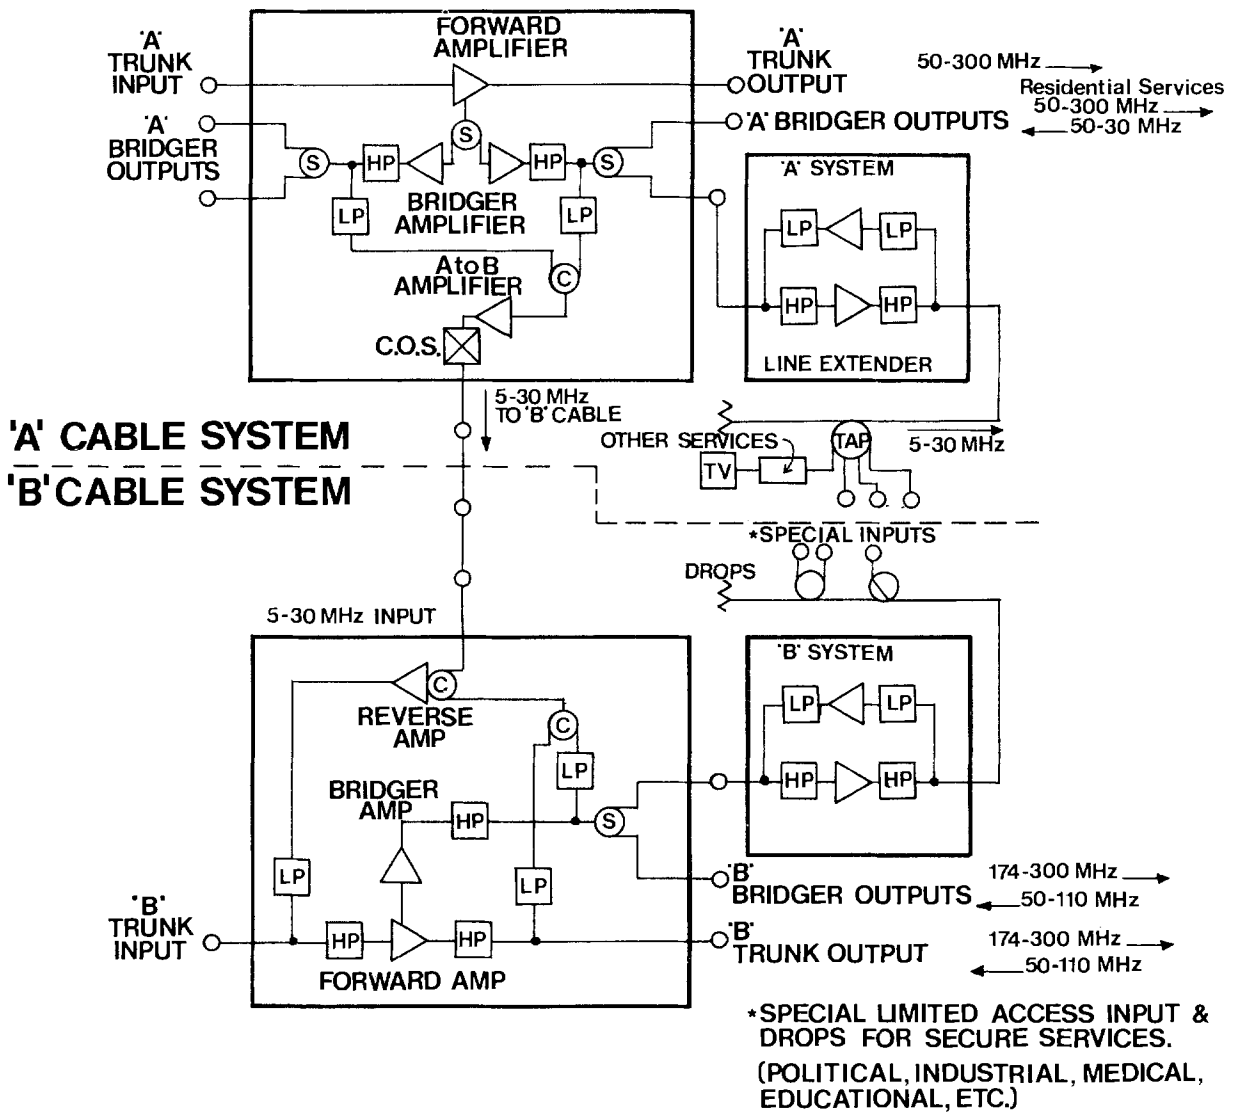 FORWARD
AMPLIFIER
'A'
TRUNK
INPUT
'A'
TRUNK
OUTPUT
50-300 MHz
Residential Services
50-300 MHz
50-30 MHz
'A'
BRIDGER
OUTPUTS
'A' BRIDGER OUTPUTS
S
S
HP
HP
S
LP
BRIDGER
AMPLIFIER
LP
A to B
AMPLIFIER
C
C.O.S.
'A' SYSTEM
LP
LP
HP
HP
LINE EXTENDER
5-30 MHz
TO 'B' CABLE
'A' CABLE SYSTEM
'B' CABLE SYSTEM
OTHER SERVICES
TAP
5-30 MHz
TV
*SPECIAL INPUTS
DROPS
5-30 MHz INPUT
C
REVERSE
AMP
C
LP
BRIDGER
AMP
HP
S
LP
LP
'B'
TRUNK
INPUT
HP
HP
FORWARD AMP
'B' SYSTEM
LP
LP
HP
HP
'B'
BRIDGER OUTPUTS
174-300 MHz
50-110 MHz
'B'
TRUNK OUTPUT
174-300 MHz
50-110 MHz
*SPECIAL LIMITED ACCESS INPUT &
DROPS FOR SECURE SERVICES.
(POLITICAL, INDUSTRIAL, MEDICAL,
EDUCATIONAL, ETC.)